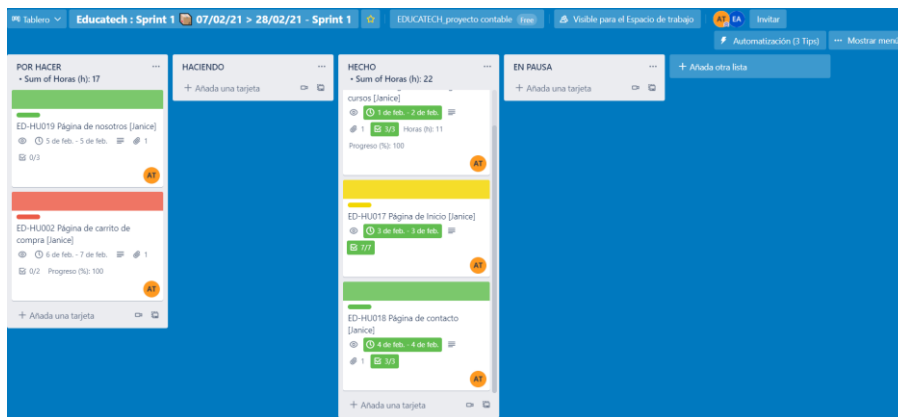 Tablero
Educatech : Sprint 1 07/02/21 > 28/02/21 - Sprint 1
EDUCATECH_proyecto contable Free
Visible para el Espacio de trabajo
AT EA
Invitar
Automatización (3 Tips)
Mostrar menú
POR HACER
• Sum of Horas (h): 17
ED-HU019 Página de nosotros [Janice]
5 de feb. - 5 de feb. 1
0/3
AT
ED-HU002 Página de carrito de
compra [Janice]
6 de feb. - 7 de feb. 1
0/2 Progreso (%): 100
AT
+ Añada una tarjeta
HACIENDO
+ Añada una tarjeta
HECHO
• Sum of Horas (h): 22
cursos [Janice]
1 de feb. - 2 de feb.
1 3/3 Horas (h): 11
Progreso (%): 100
AT
ED-HU017 Página de Inicio [Janice]
3 de feb. - 3 de feb.
7/7
AT
ED-HU018 Página de contacto
[Janice]
4 de feb. - 4 de feb.
1 3/3
AT
+ Añada una tarjeta
EN PAUSA
+ Añada una tarjeta
+ Añada otra lista